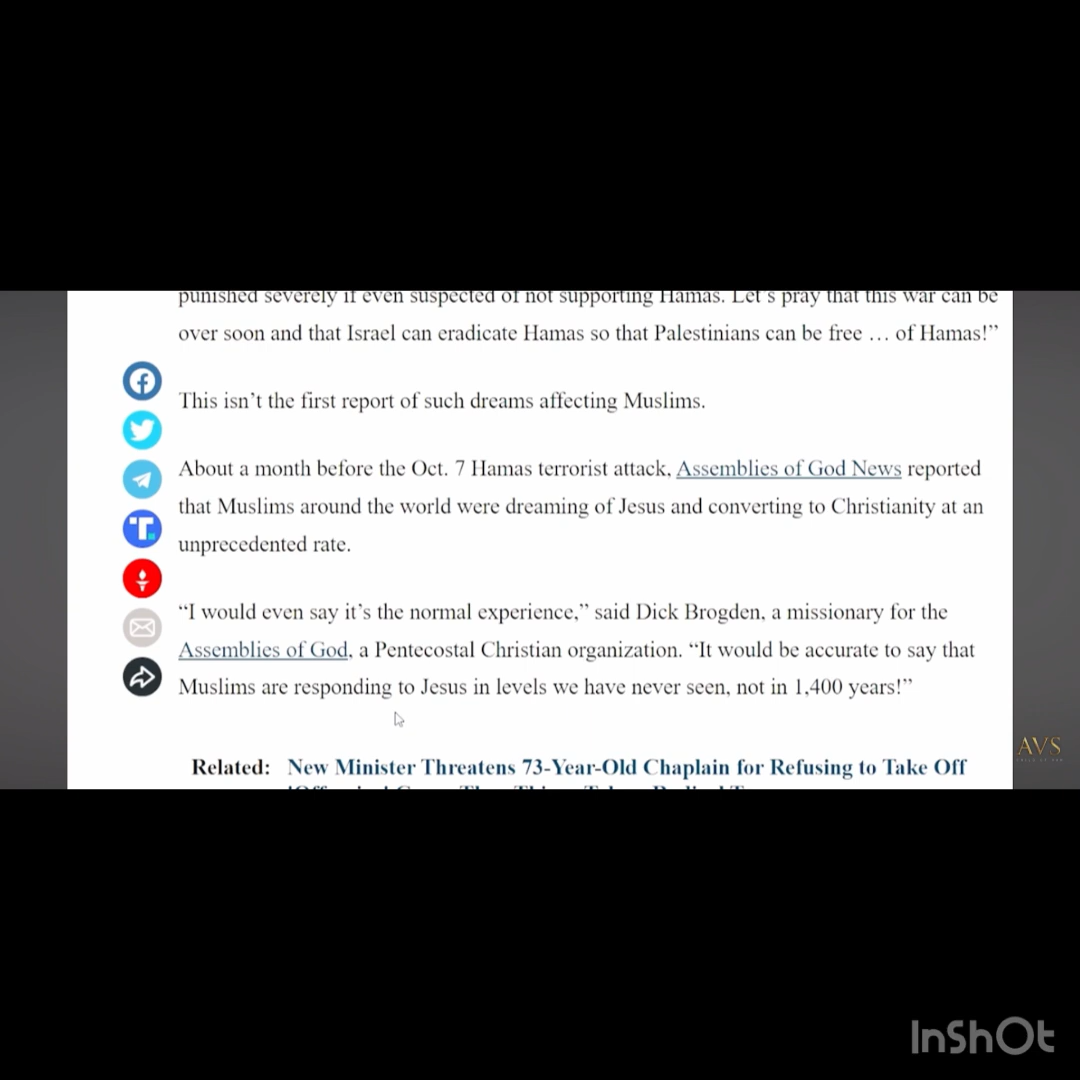 punished severely if even suspected of not supporting Hamas. Let's pray that this war can be
over soon and that Israel can eradicate Hamas so that Palestinians can be free … of Hamas!”
This isn’t the first report of such dreams affecting Muslims.
About a month before the Oct. 7 Hamas terrorist attack, Assemblies of God News reported
that Muslims around the world were dreaming of Jesus and converting to Christianity at an
unprecedented rate.
“I would even say it’s the normal experience,” said Dick Brogden, a missionary for the
Assemblies of God, a Pentecostal Christian organization. “It would be accurate to say that
Muslims are responding to Jesus in levels we have never seen, not in 1,400 years!”
AVS
Related: New Minister Threatens 73-Year-Old Chaplain for Refusing to Take Off
InShOt